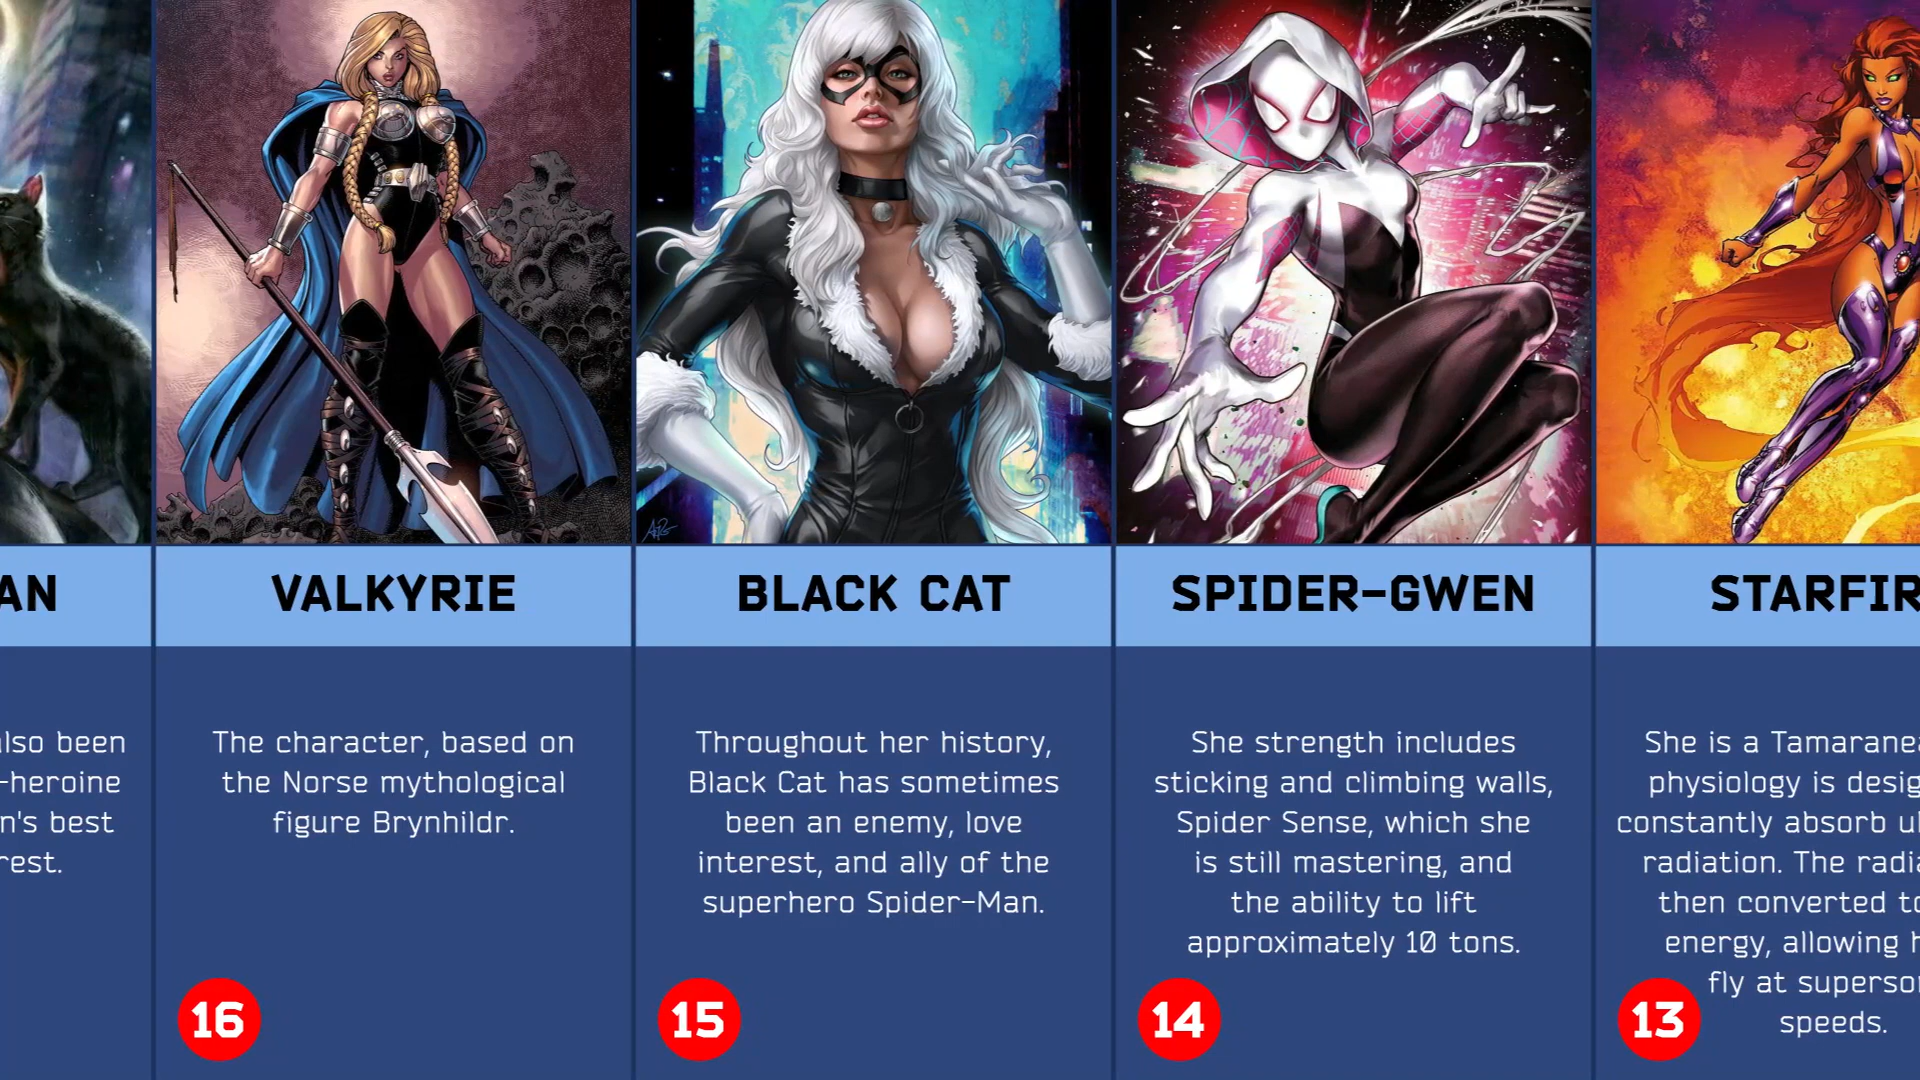 AN
also been
-heroine
n's best
rest.
VALKYRIE
The character, based on
the Norse mythological
figure Brynhildr.
16
BLACK CAT
Throughout her history,
Black Cat has sometimes
been an enemy, love
interest, and ally of the
superhero Spider-Man.
15
SPIDER-GWEN
She strength includes
sticking and climbing walls,
Spider Sense, which she
is still mastering, and
the ability to lift
approximately 10 tons.
14
STARFIR
She is a Tamaranea
physiology is desig
constantly absorb ul
radiation. The radia
then converted to
energy, allowing h
fly at superso
speeds.
13